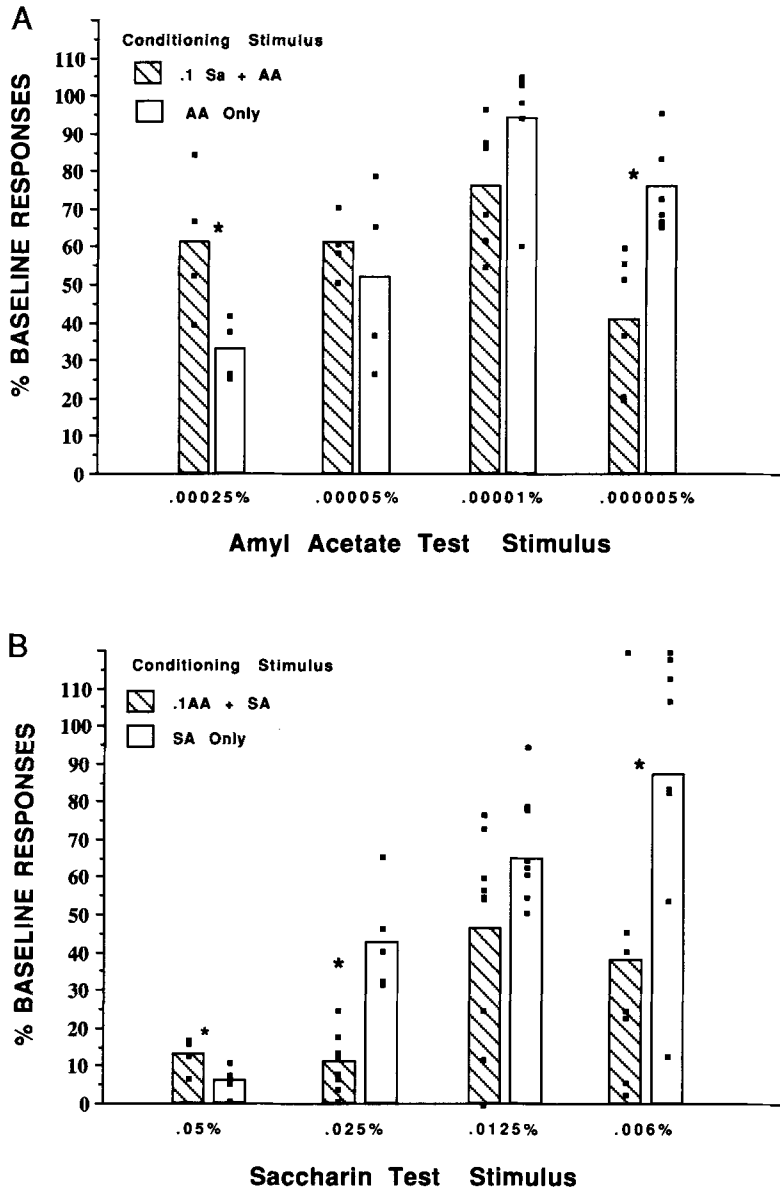 A
Conditioning Stimulus
.1 Sa + AA
AA Only
% BASELINE RESPONSES
110
100
90
80
70
60
50
40
30
20
10
0
*
*
.00025% .00005% .00001% .000005%
Amyl Acetate Test Stimulus
B
Conditioning Stimulus
.1AA + SA
SA Only
% BASELINE RESPONSES
110
100
90
80
70
60
50
40
30
20
10
0
*
*
*
.05% .025% .0125% .006%
Saccharin Test Stimulus